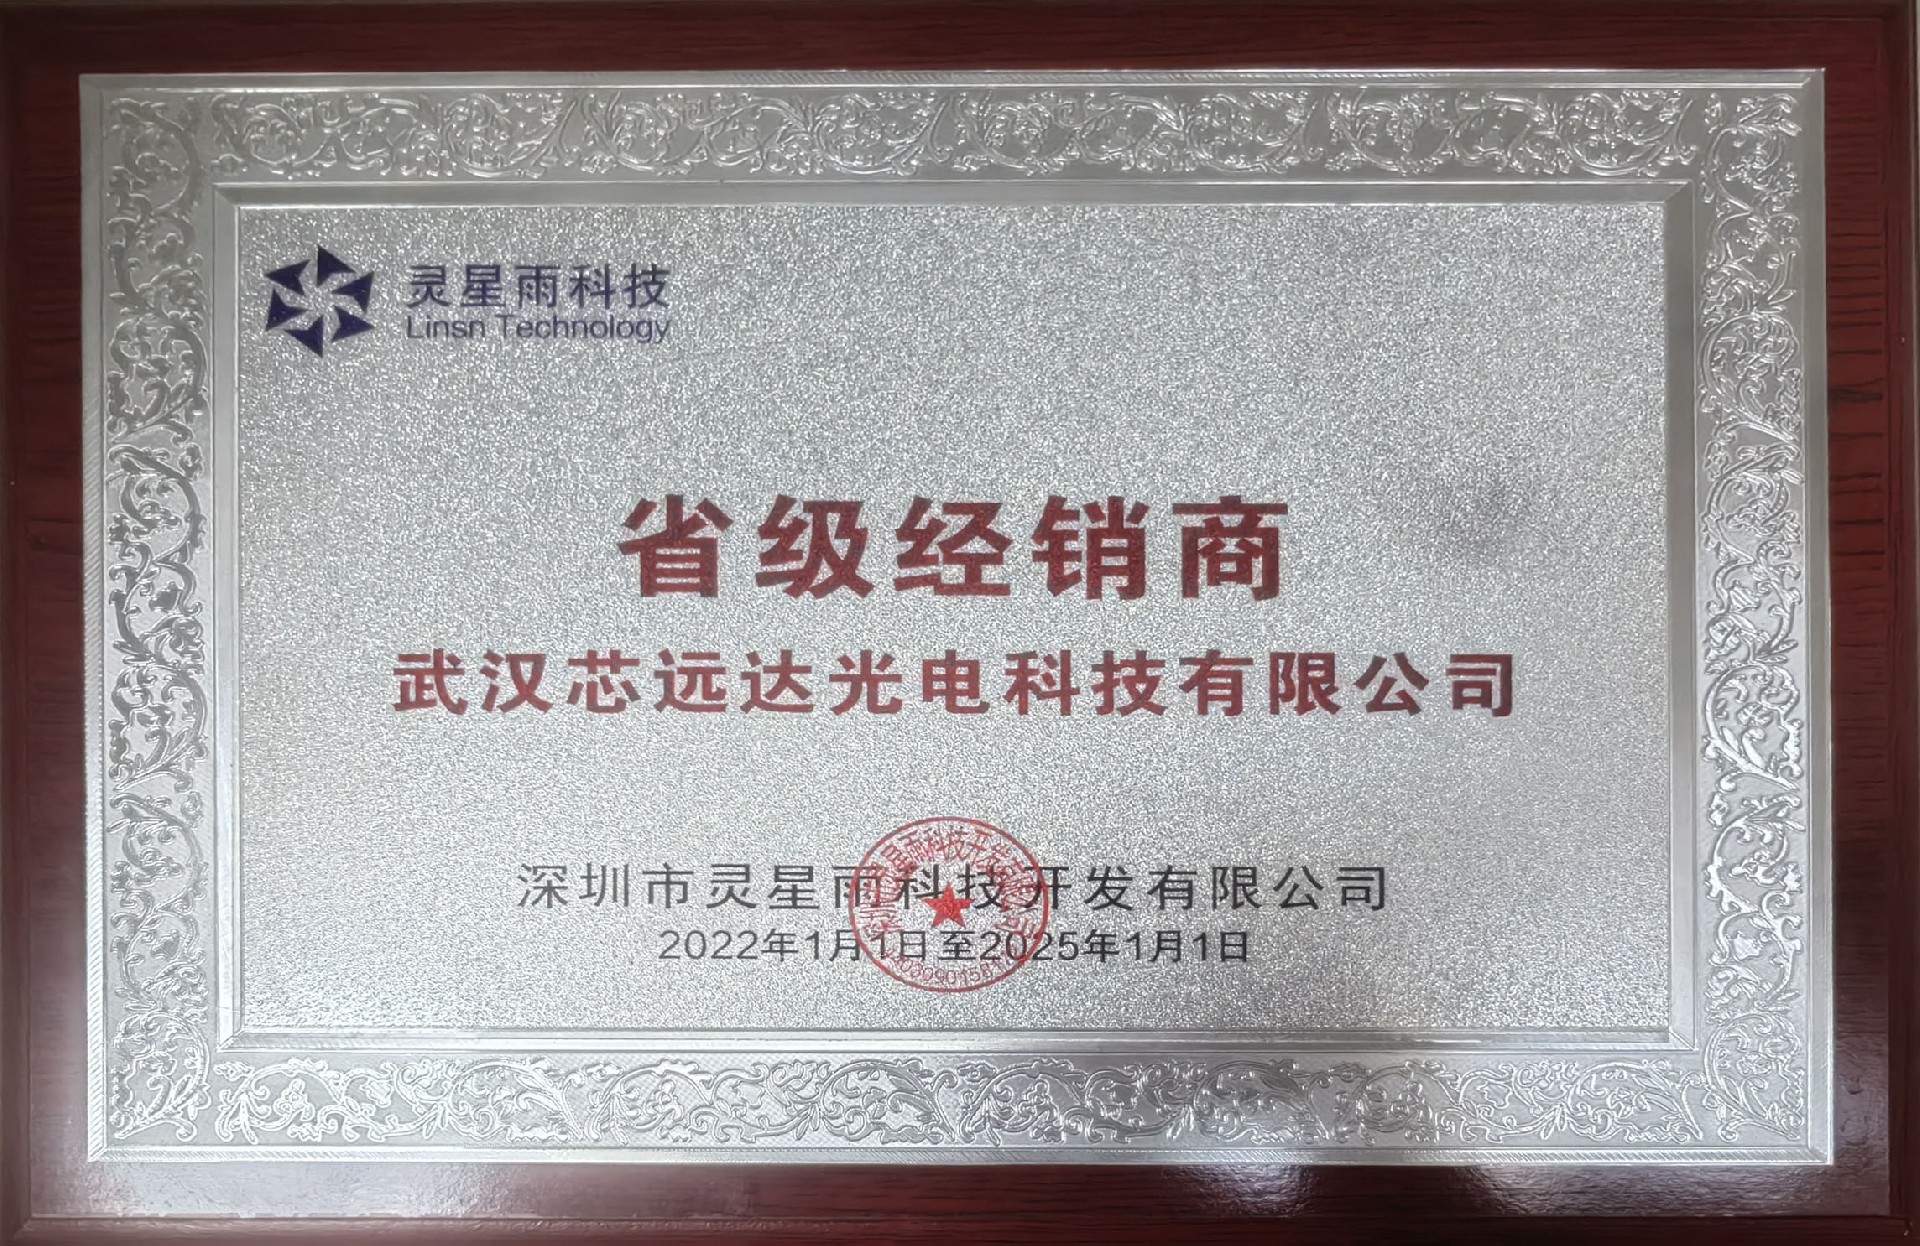 灵星雨科技
Linsn Technology
省级经销商
武汉芯远达光电科技有限公司
深圳市灵星雨科技开发有限公司
2022年1月1日至2025年1月1日